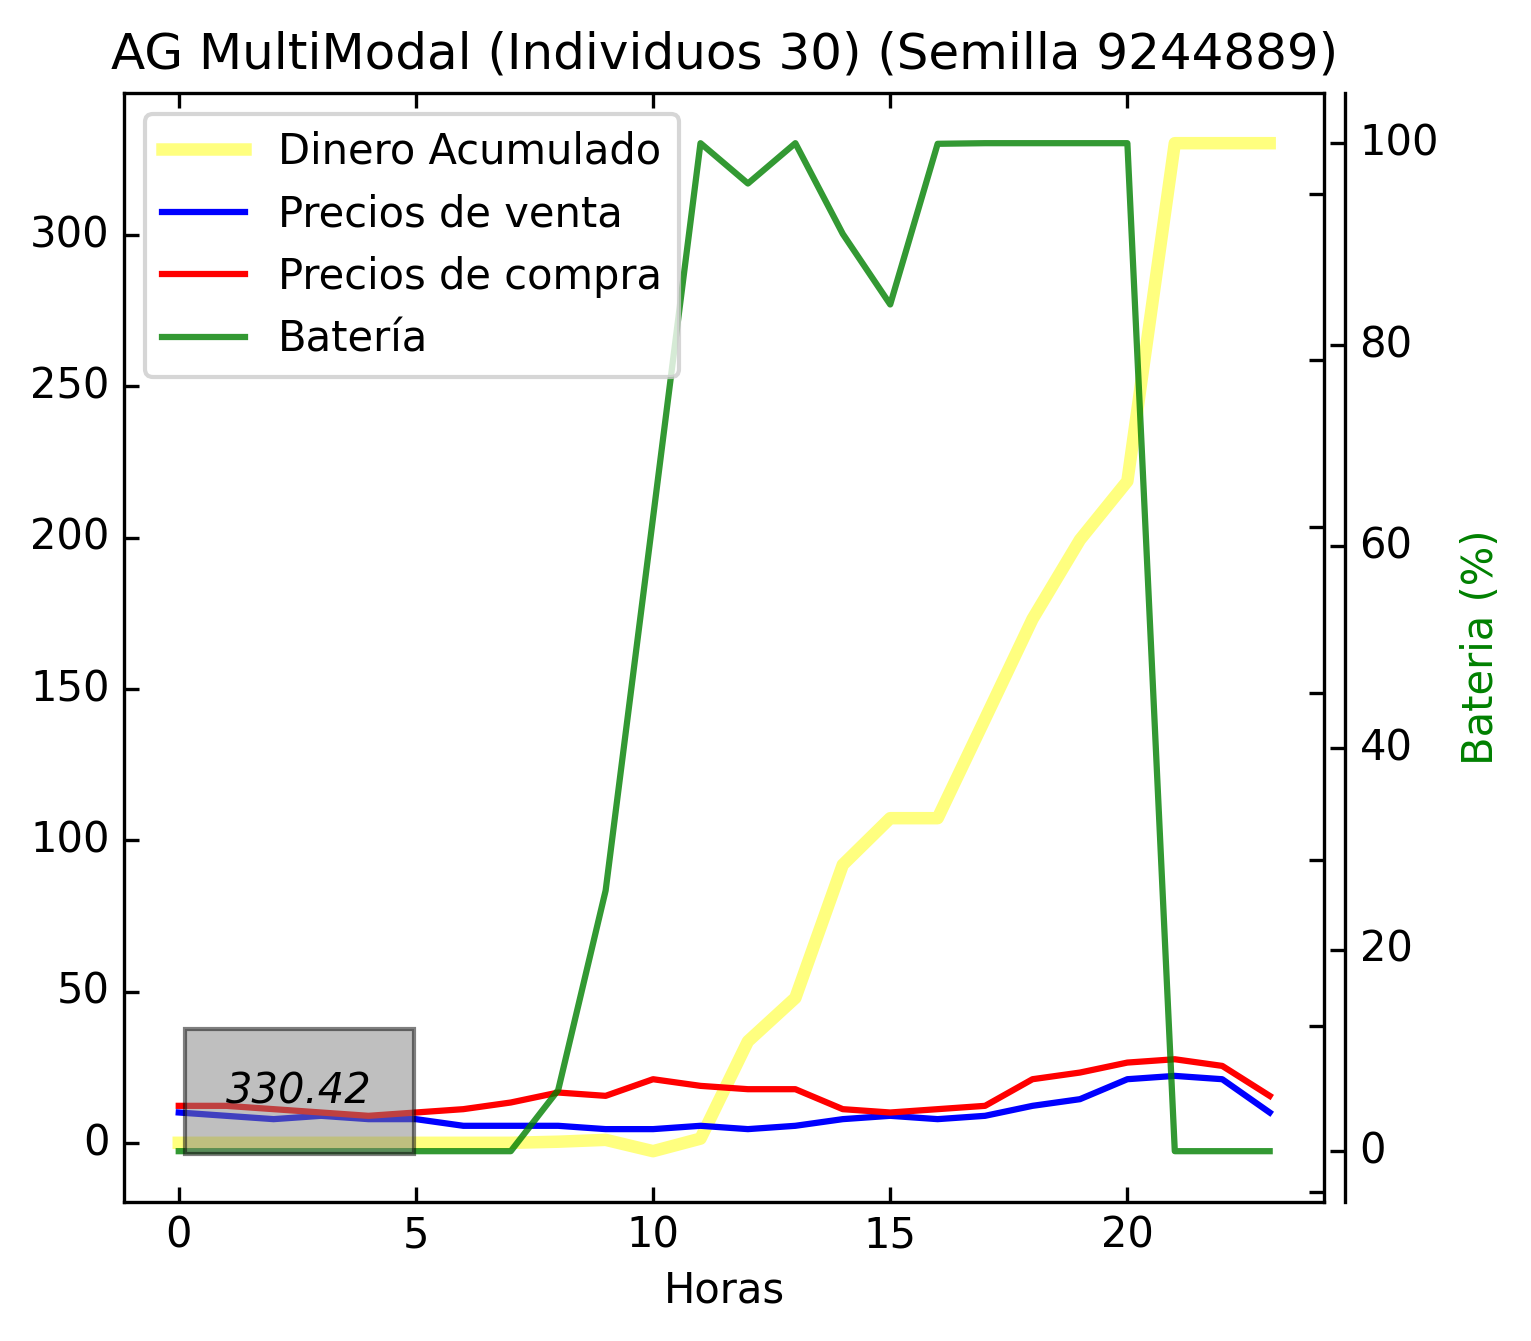 AG MultiModal (Individuos 30) (Semilla 9244889)
Dinero Acumulado
Precios de venta
Precios de compra
Batería
300
250
200
150
100
50
0
330.42
100
80
60
40
20
0
Bateria (%)
0 5 10 15 20
Horas